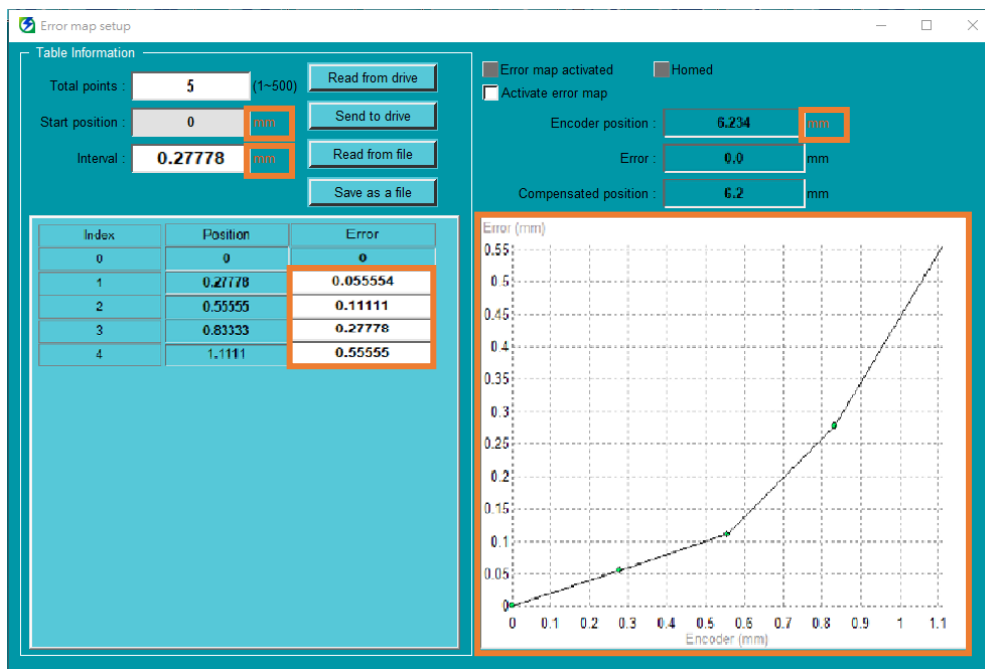 Error map setup
Table Information
Total points : 5 (1~500)
Start position : 0 mm
Interval : 0.27778 mm
Read from drive
Send to drive
Read from file
Save as a file
Index Position Error
0 0 0
1 0.27778 0.055554
2 0.55555 0.11111
3 0.83333 0.27778
4 1.1111 0.55555
Error map activated Homed
Activate error map
Encoder position : 6.234 mm
Error : 0.0 mm
Compensated position : 6.2 mm
Error (mm)
0.55
0.5
0.45
0.4
0.35
0.3
0.25
0.2
0.15
0.1
0.05
0
0 0.1 0.2 0.3 0.4 0.5 0.6 0.7 0.8 0.9 1 1.1
Encoder (mm)